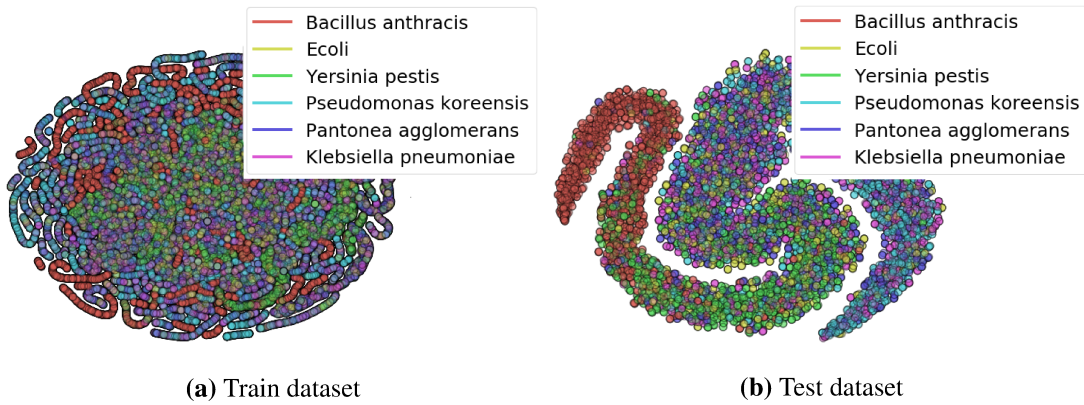 Bacillus anthracis
Ecoli
Yersinia pestis
Pseudomonas koreensis
Pantonea agglomerans
Klebsiella pneumoniae
(a) Train dataset
Bacillus anthracis
Ecoli
Yersinia pestis
Pseudomonas koreensis
Pantonea agglomerans
Klebsiella pneumoniae
(b) Test dataset